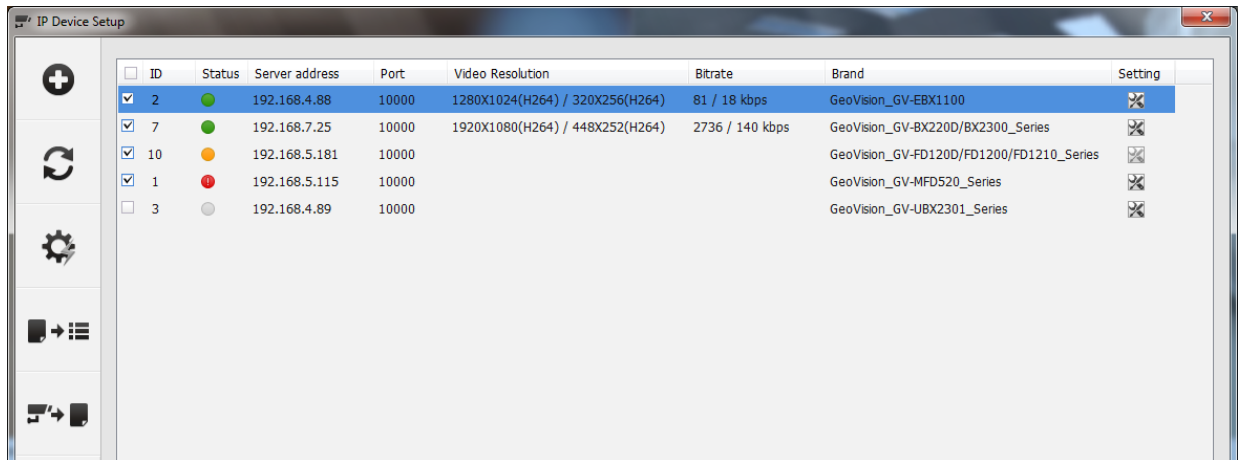 IP Device Setup
ID Status Server address Port Video Resolution Bitrate Brand Setting
2 192.168.4.88 10000 1280X1024(H264) / 320X256(H264) 81 / 18 kbps GeoVision_GV-EBX1100
7 192.168.7.25 10000 1920X1080(H264) / 448X252(H264) 2736 / 140 kbps GeoVision_GV-BX220D/BX2300_Series
10 192.168.5.181 10000 GeoVision_GV-FD120D/FD1200/FD1210_Series
1 192.168.5.115 10000 GeoVision_GV-MFD520_Series
3 192.168.4.89 10000 GeoVision_GV-UBX2301_Series